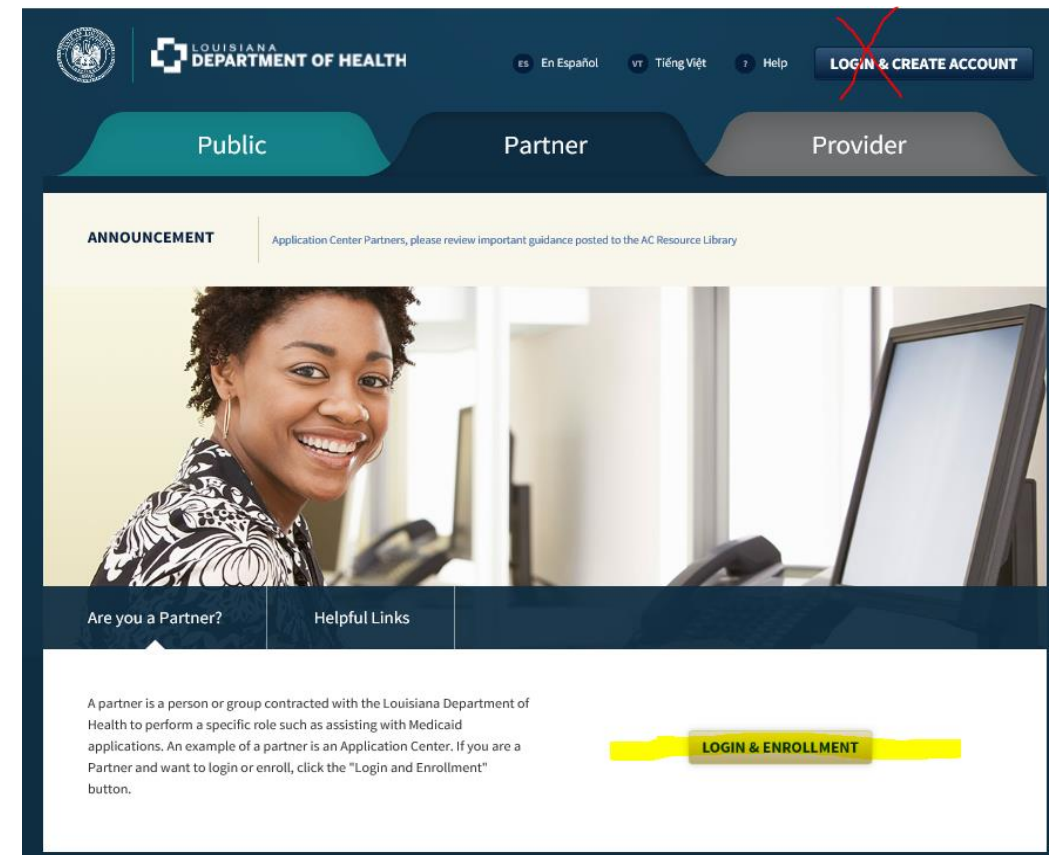 LOUISIANA
DEPARTMENT OF HEALTH
ES En Español VT Tiếng Việt ? Help LOGIN & CREATE ACCOUNT
Public Partner Provider
ANNOUNCEMENT Application Center Partners, please review important guidance posted to the AC Resource Library
Are you a Partner? Helpful Links
A partner is a person or group contracted with the Louisiana Department of
Health to perform a specific role such as assisting with Medicaid
applications. An example of a partner is an Application Center. If you are a
Partner and want to login or enroll, click the "Login and Enrollment"
button.
LOGIN & ENROLLMENT